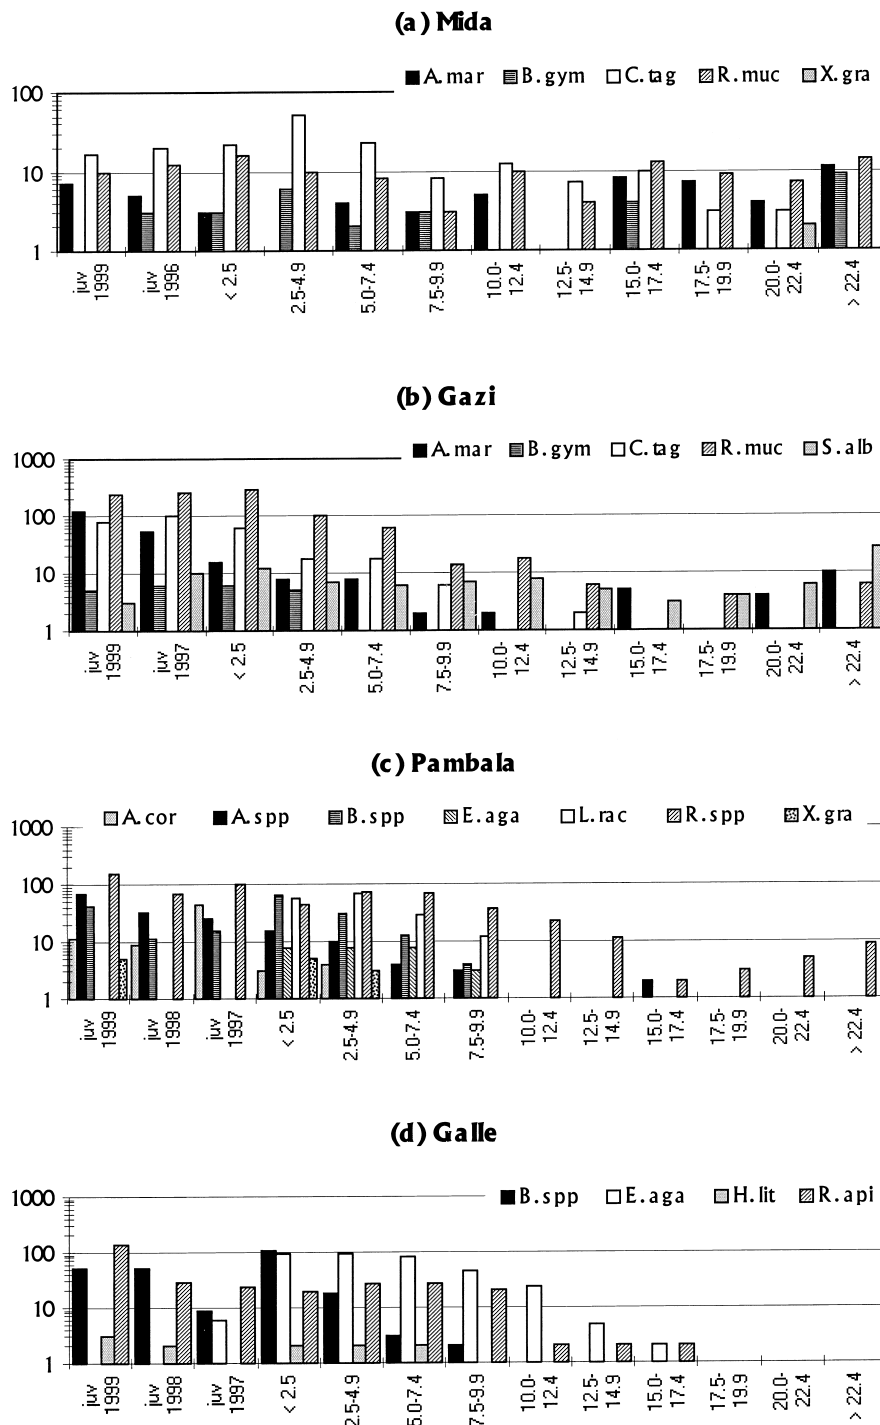 (a) Mida
A.mar B.gym C.tag R.muc X.gra
100
10
1
juv 1999 juv 1996 < 2.5 2.5-4.9 5.0-7.4 7.5-9.9 10.0-12.4 12.5-14.9 15.0-17.4 17.5-19.9 20.0-22.4 > 22.4
(b) Gazi
A.mar B.gym C.tag R.muc S.alb
1000
100
10
1
juv 1999 juv 1997 < 2.5 2.5-4.9 5.0-7.4 7.5-9.9 10.0-12.4 12.5-14.9 15.0-17.4 17.5-19.9 20.0-22.4 > 22.4
(c) Pambala
A.cor A.spp B.spp E.aga L.rac R.spp X.gra
1000
100
10
1
juv 1999 juv 1998 juv 1997 < 2.5 2.5-4.9 5.0-7.4 7.5-9.9 10.0-12.4 12.5-14.9 15.0-17.4 17.5-19.9 20.0-22.4 > 22.4
(d) Galle
B.spp E.aga H.lit R.api
1000
100
10
1
juv 1999 juv 1998 juv 1997 < 2.5 2.5-4.9 5.0-7.4 7.5-9.9 10.0-12.4 12.5-14.9 15.0-17.4 17.5-19.9 20.0-22.4 > 22.4